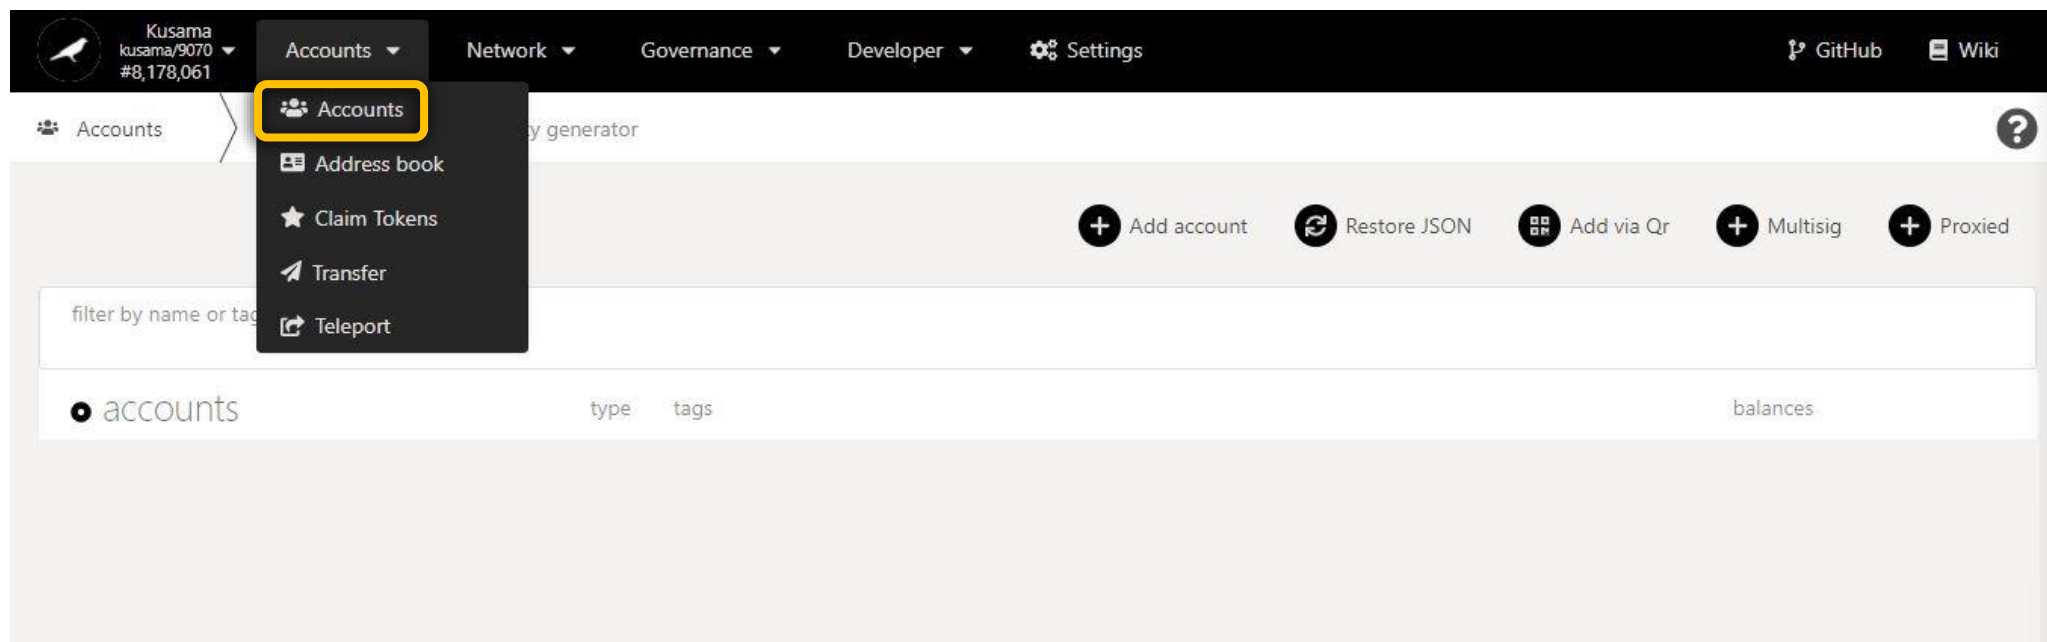 Kusama
kusama/9070
#8,178,061
Accounts
Network
Governance
Developer
Settings
GitHub
Wiki
Accounts
Accounts
y generator
Address book
Claim Tokens
Transfer
Teleport
Add account
Restore JSON
Add via Qr
Multisig
Proxied
filter by name or tag
accounts
type
tags
balances